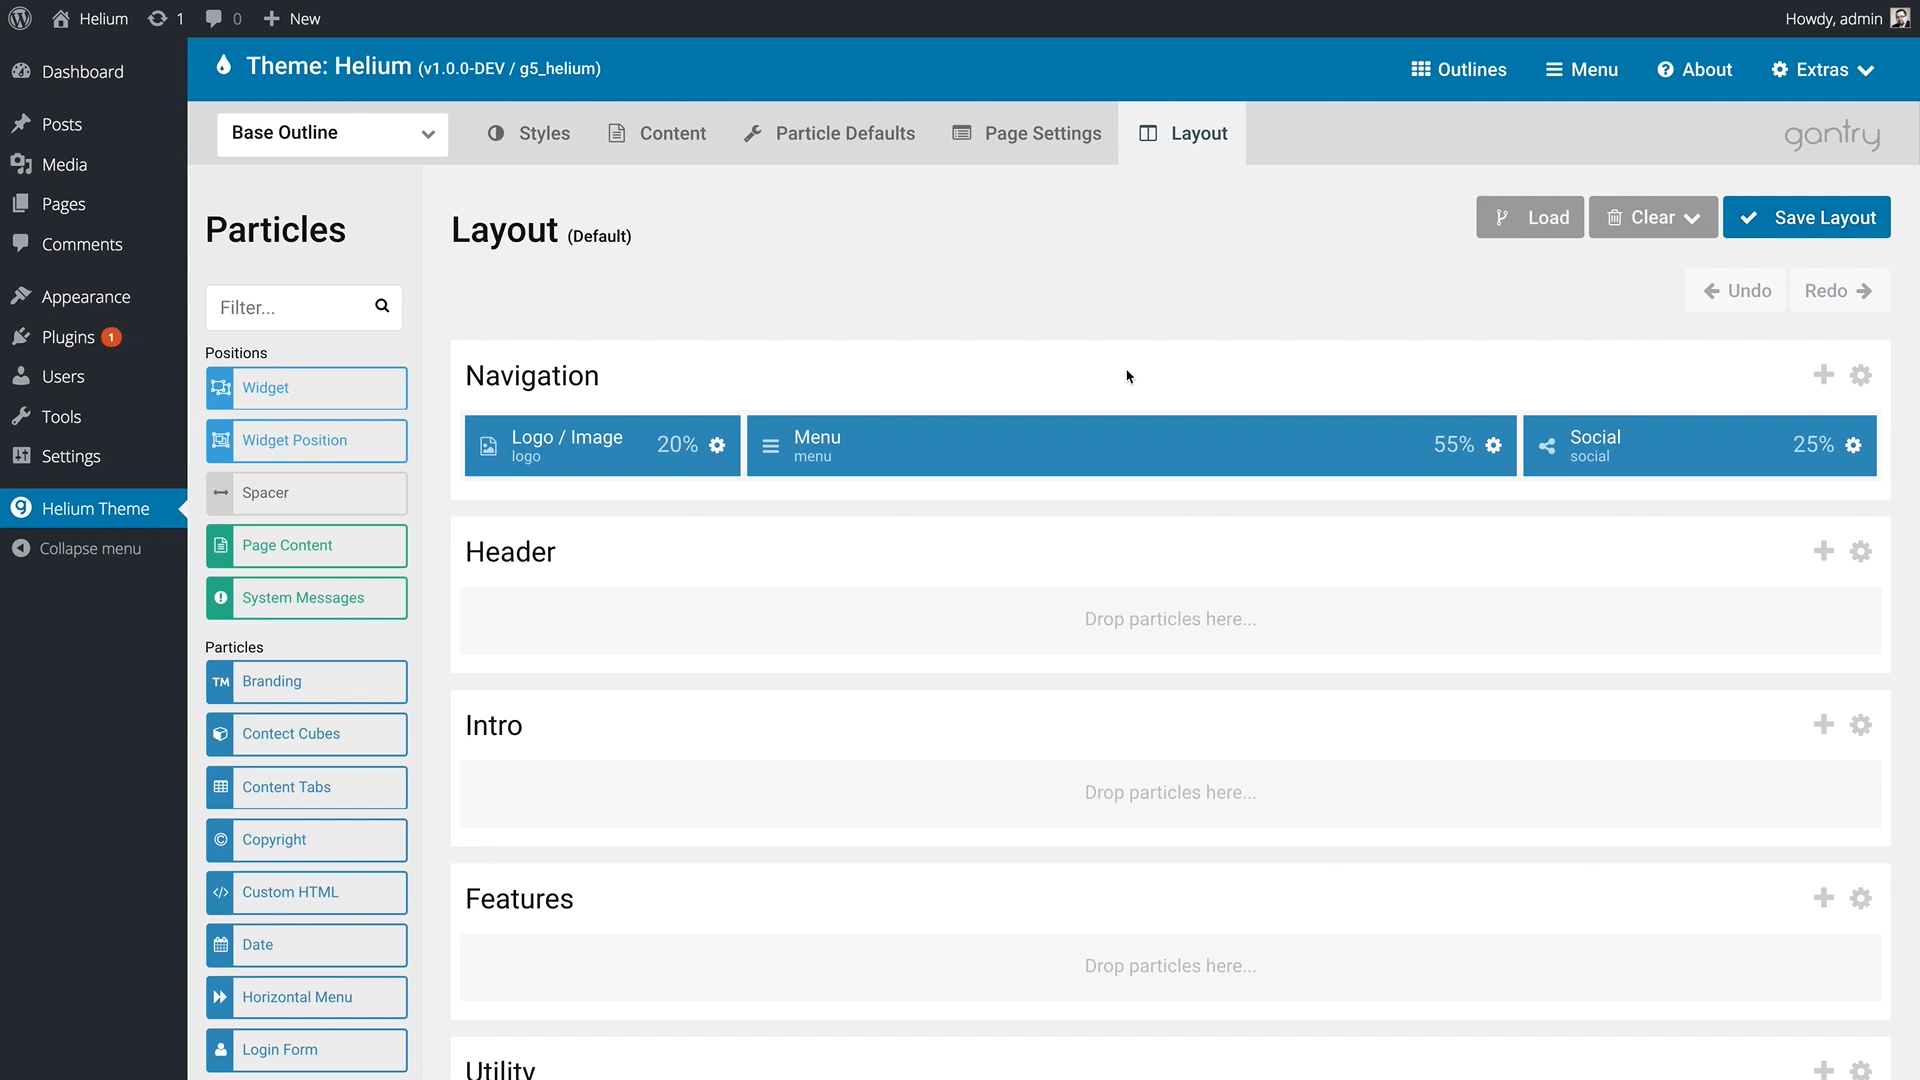 Helium
1
0
New
Howdy, admin
Dashboard
Posts
Media
Pages
Comments
Appearance
Plugins 1
Users
Tools
Settings
Helium Theme
Collapse menu
Theme: Helium (v1.0.0-DEV / g5_helium)
Outlines
Menu
About
Extras
Base Outline
Styles
Content
Particle Defaults
Page Settings
Layout
gantry
Particles
Filter...
Positions
Widget
Widget Position
Spacer
Page Content
System Messages
Particles
TM Branding
Contect Cubes
Content Tabs
© Copyright
</> Custom HTML
Date
Horizontal Menu
Login Form
Layout (Default)
Load
Clear
Save Layout
Undo
Redo
Navigation
Logo / Image
logo
20%
Menu
menu
55%
Social
social
25%
Header
Drop particles here...
Intro
Drop particles here...
Features
Drop particles here...
Utility